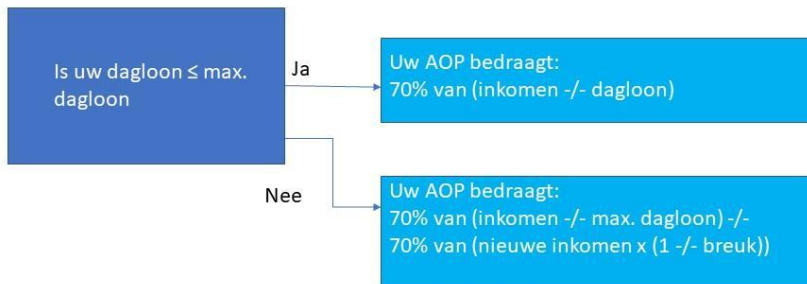 Is uw dagloon ≤ max.
dagloon
Ja
Uw AOP bedraagt:
70% van (inkomen -/- dagloon)
Nee
Uw AOP bedraagt:
70% van (inkomen -/- max. dagloon) -/-
70% van (nieuwe inkomen x (1 -/- breuk))